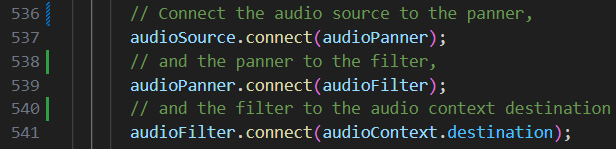 536 // Connect the audio source to the panner,
537 audioSource.connect(audioPanner);
538 // and the panner to the filter,
539 audioPanner.connect(audioFilter);
540 // and the filter to the audio context destination
541 audioFilter.connect(audioContext.destination);